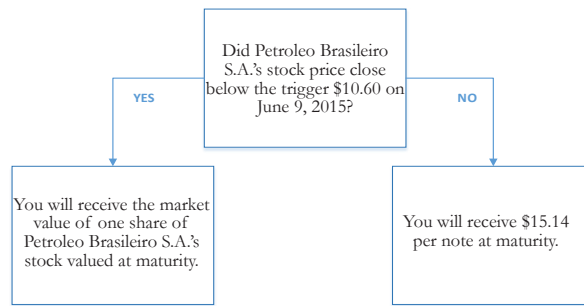 Did Petroleo Brasileiro
S.A.'s stock price close
below the trigger $10.60 on
June 9, 2015?
YES
NO
You will receive the market
value of one share of
Petroleo Brasileiro S.A.'s
stock valued at maturity.
You will receive $15.14
per note at maturity.